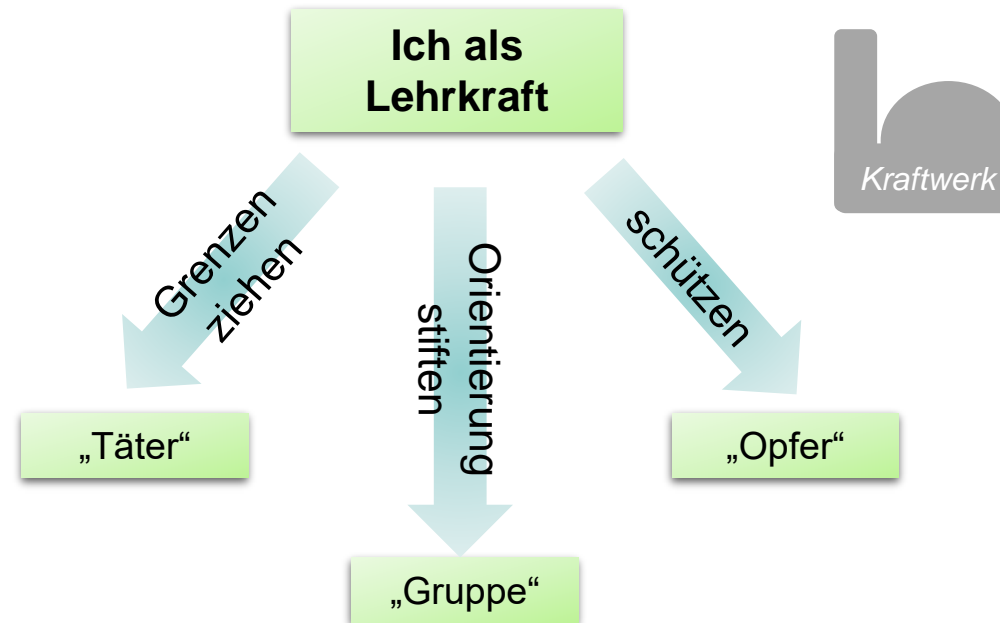 Ich als
Lehrkraft
Kraftwerk
Grenzen
ziehen
Orientierung
stiften
schützen
„Täter“
„Opfer“
„Gruppe“